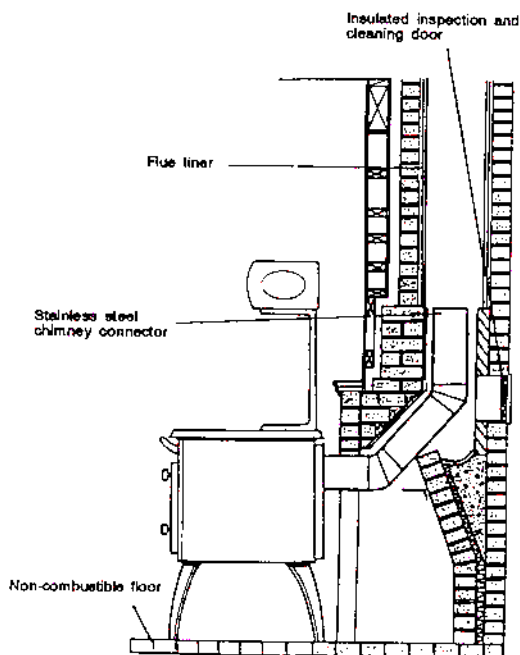 Insulated inspection and
cleaning door
Flue liner
Stainless steel
chimney connector
Non-combustible floor